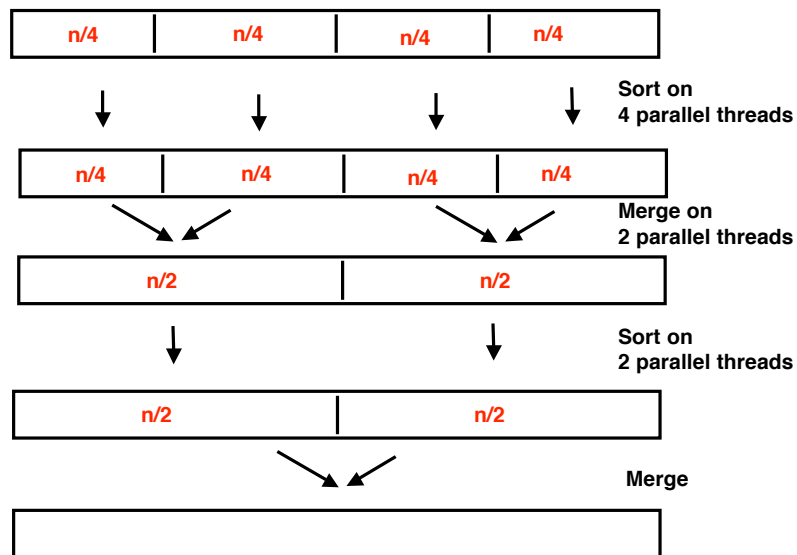 n/4 n/4 n/4 n/4
Sort on
4 parallel threads
n/4 n/4 n/4 n/4
Merge on
2 parallel threads
n/2 n/2
Sort on
2 parallel threads
n/2 n/2
Merge